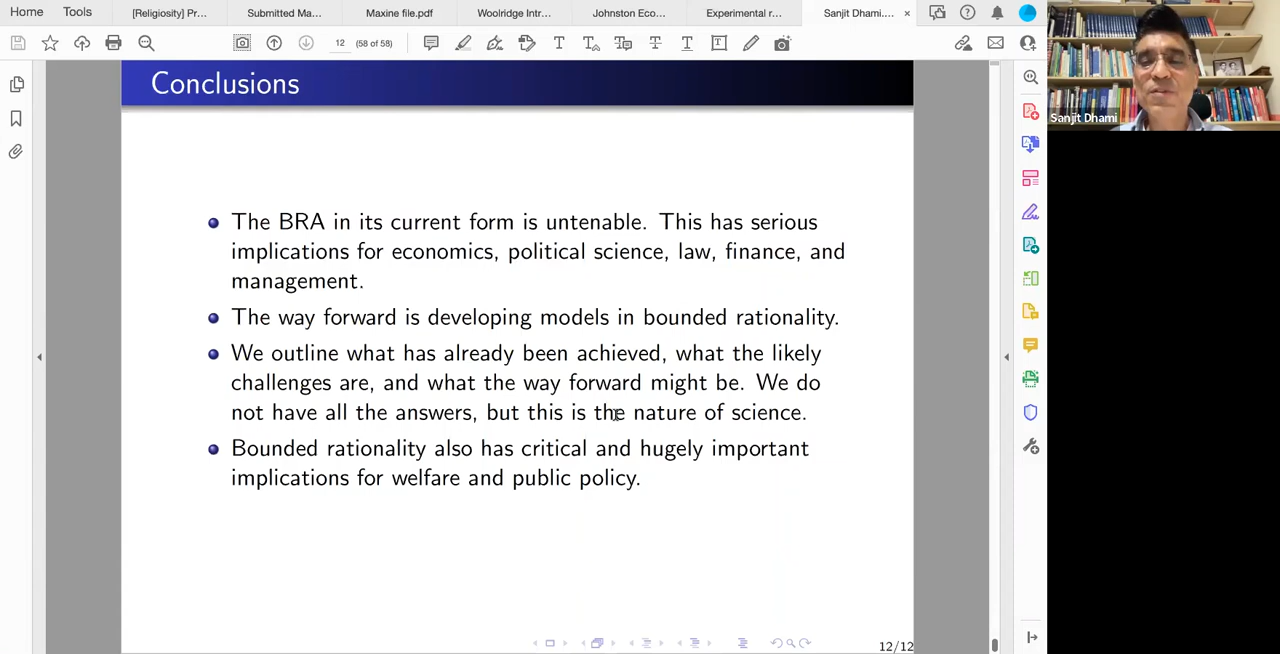 Home
Tools
[Religiosity] Pr...
Submitted Ma...
Maxine file.pdf
Woolridge Intr...
Johnston Eco...
Experimental r...
Sanjit Dhami....
12
(58 of 58)
Conclusions
The BRA in its current form is untenable. This has serious
implications for economics, political science, law, finance, and
management.
The way forward is developing models in bounded rationality.
We outline what has already been achieved, what the likely
challenges are, and what the way forward might be. We do
not have all the answers, but this is the nature of science.
Bounded rationality also has critical and hugely important
implications for welfare and public policy.
12/12
Sanjit Dhami